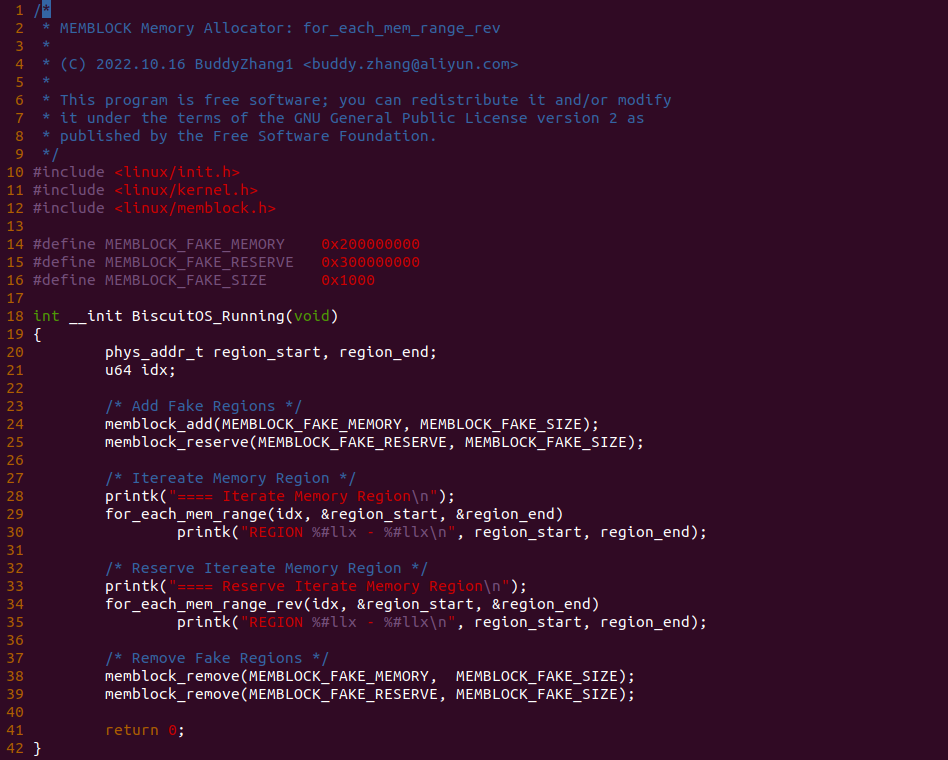 1 /*
2  * MEMBLOCK Memory Allocator: for_each_mem_range_rev
3  *
4  * (C) 2022.10.16 BuddyZhang1 <buddy.zhang@aliyun.com>
5  *
6  * This program is free software; you can redistribute it and/or modify
7  * it under the terms of the GNU General Public License version 2 as
8  * published by the Free Software Foundation.
9  */
10 #include <linux/init.h>
11 #include <linux/kernel.h>
12 #include <linux/memblock.h>
13
14 #define MEMBLOCK_FAKE_MEMORY    0x200000000
15 #define MEMBLOCK_FAKE_RESERVE   0x300000000
16 #define MEMBLOCK_FAKE_SIZE      0x1000
17
18 int __init BiscuitOS_Running(void)
19 {
20         phys_addr_t region_start, region_end;
21         u64 idx;
22
23         /* Add Fake Regions */
24         memblock_add(MEMBLOCK_FAKE_MEMORY, MEMBLOCK_FAKE_SIZE);
25         memblock_reserve(MEMBLOCK_FAKE_RESERVE, MEMBLOCK_FAKE_SIZE);
26
27         /* Itereate Memory Region */
28         printk("==== Iterate Memory Region\n");
29         for_each_mem_range(idx, &region_start, &region_end)
30                 printk("REGION %#llx - %#llx\n", region_start, region_end);
31
32         /* Reserve Itereate Memory Region */
33         printk("==== Reserve Iterate Memory Region\n");
34         for_each_mem_range_rev(idx, &region_start, &region_end)
35                 printk("REGION %#llx - %#llx\n", region_start, region_end);
36
37         /* Remove Fake Regions */
38         memblock_remove(MEMBLOCK_FAKE_MEMORY,  MEMBLOCK_FAKE_SIZE);
39         memblock_remove(MEMBLOCK_FAKE_RESERVE, MEMBLOCK_FAKE_SIZE);
40
41         return 0;
42 }